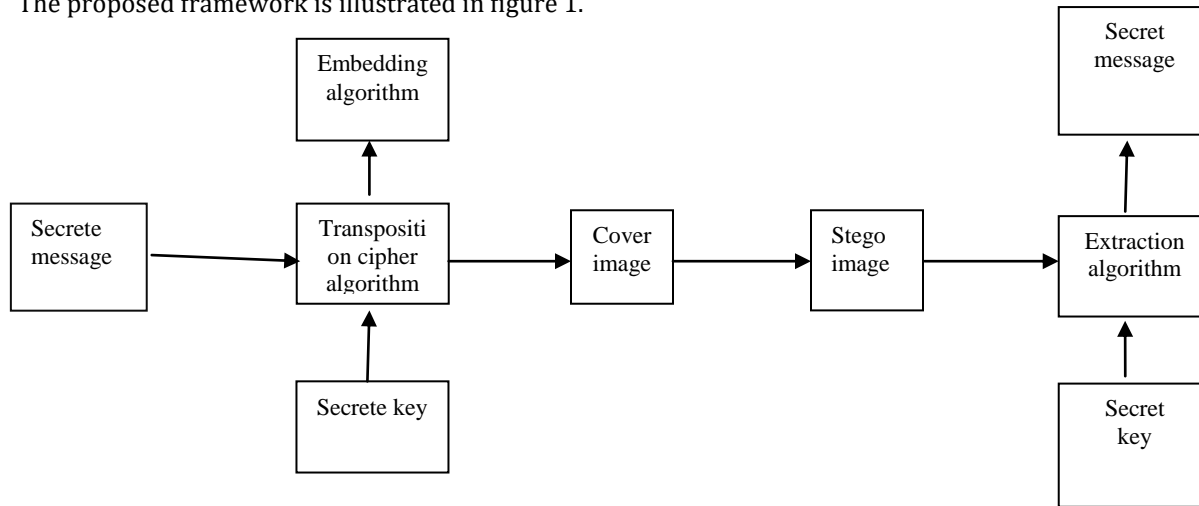 The proposed framework is illustrated in figure 1.
Secret
message
Embedding
algorithm
Secrete
message
Transpositi
on cipher
algorithm
Cover
image
Stego
image
Extraction
algorithm
Secrete key
Secret
key